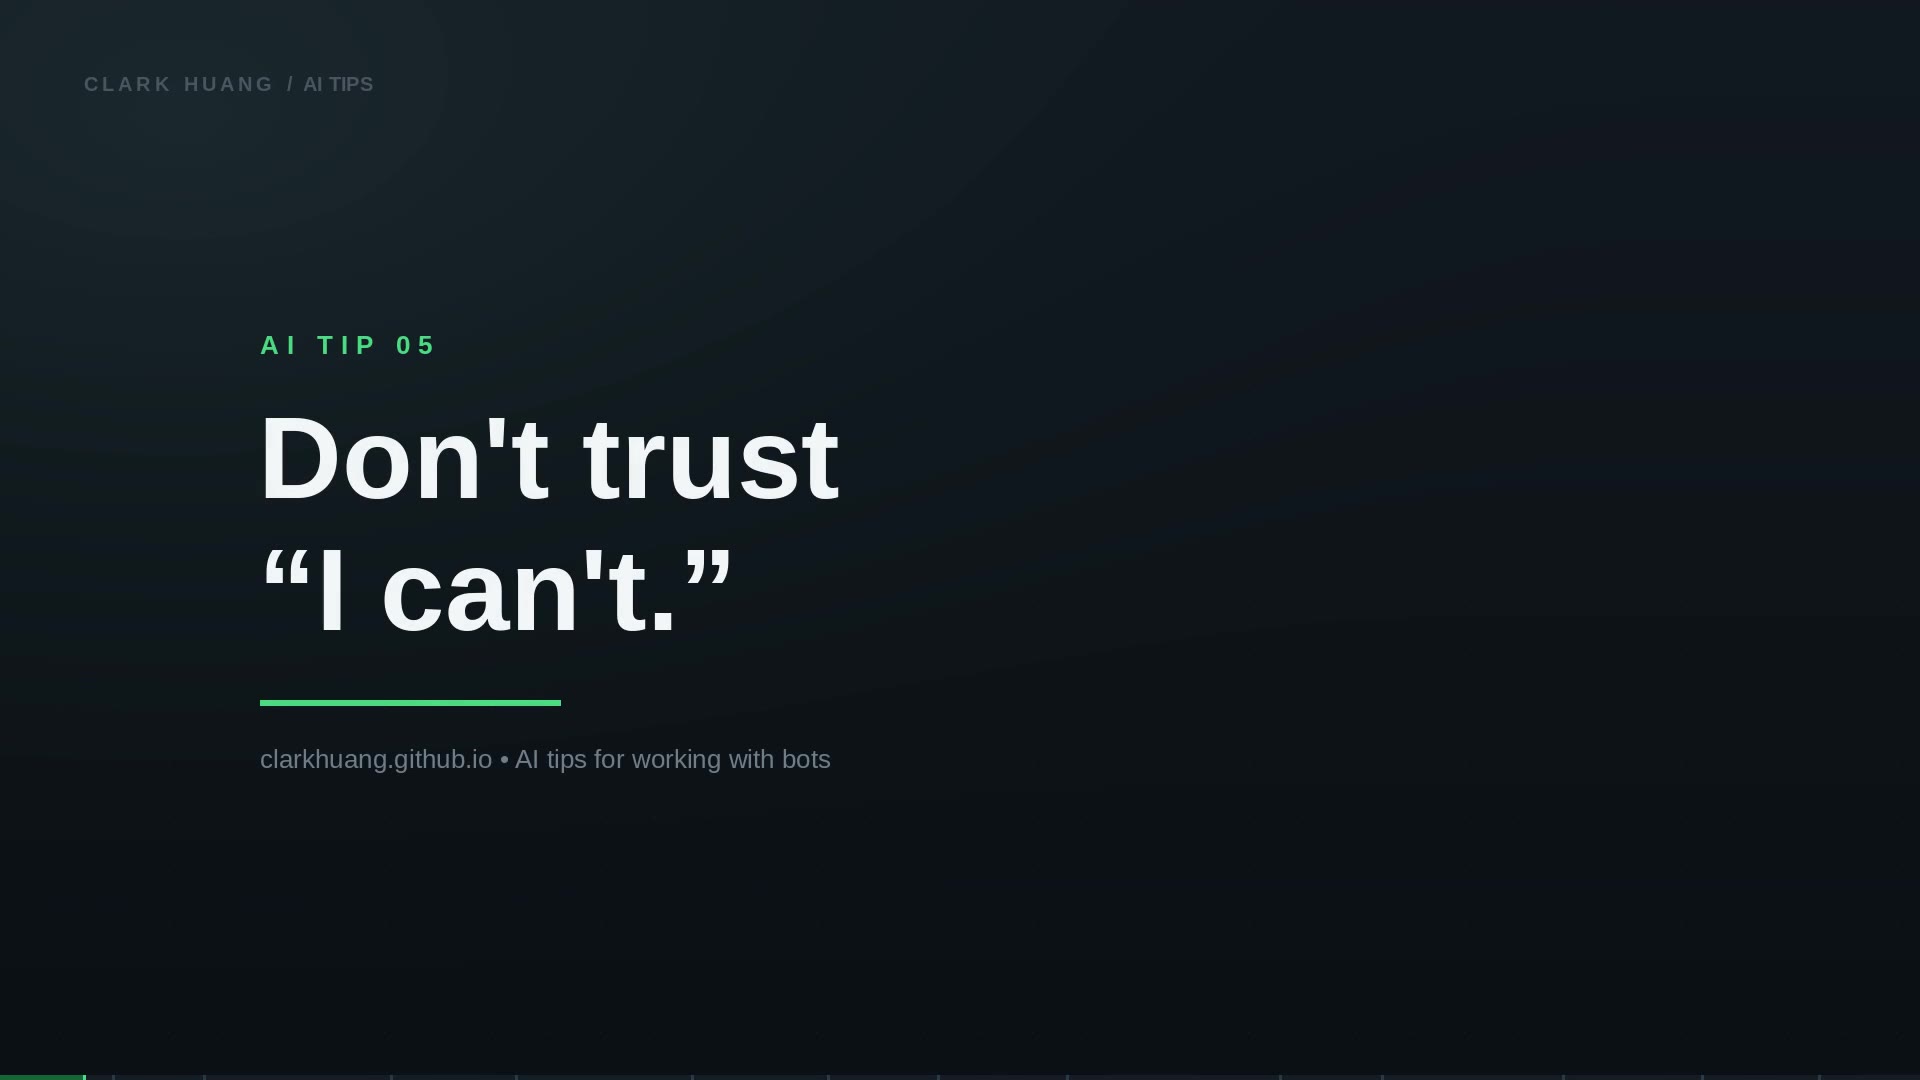 CLARK HUANG / AI TIPS
AI TIP 05
Don't trust
“I can't.”
clarkhuang.github.io • AI tips for working with bots